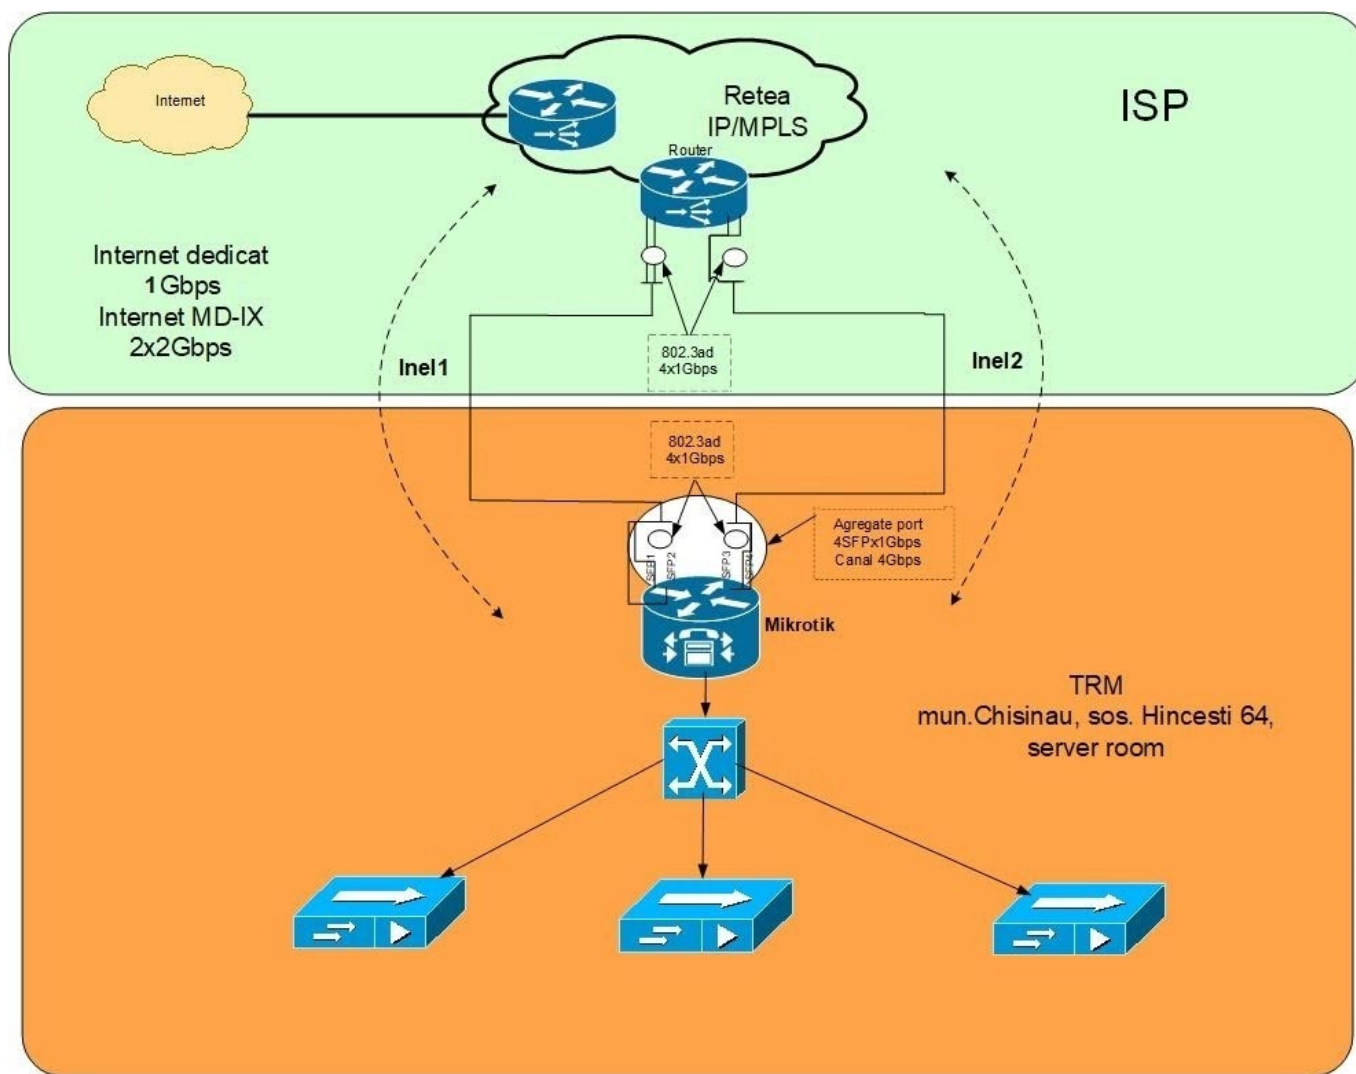 Internet
Retea
IP/MPLS
ISP
Router
Internet dedicat
1Gbps
Internet MD-IX
2x2Gbps
802.3ad
4x1Gbps
Inel1
Inel2
802.3ad
4x1Gbps
Agregate port
4SFPx1Gbps
Canal 4Gbps
SFP1
SFP2
SFP3
SFP4
Mikrotik
TRM
mun.Chisinau, sos. Hincesti 64,
server room